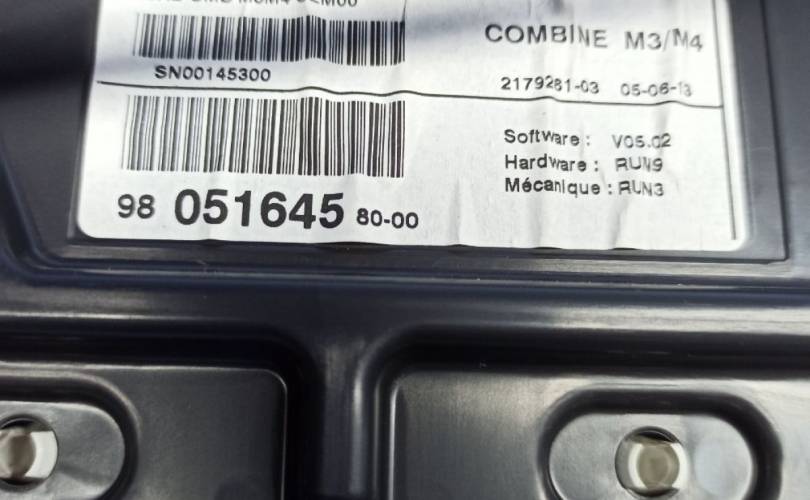 COMBINE M3/M4
SN00145300
2179261-03 05-06-13
Software : V05.02
Hardware : RUN9
Mécanique : RUN3
98 051645 80-00